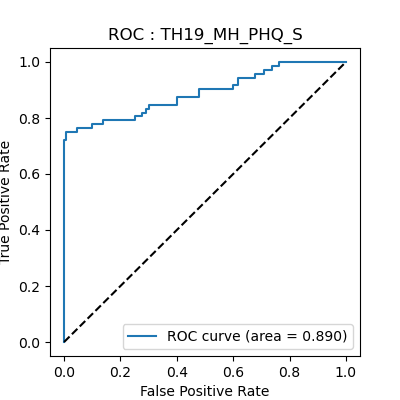 ROC : TH19_MH_PHQ_S
1.0
0.8
0.6
0.4
0.2
0.0
True Positive Rate
ROC curve (area = 0.890)
0.0 0.2 0.4 0.6 0.8 1.0
False Positive Rate